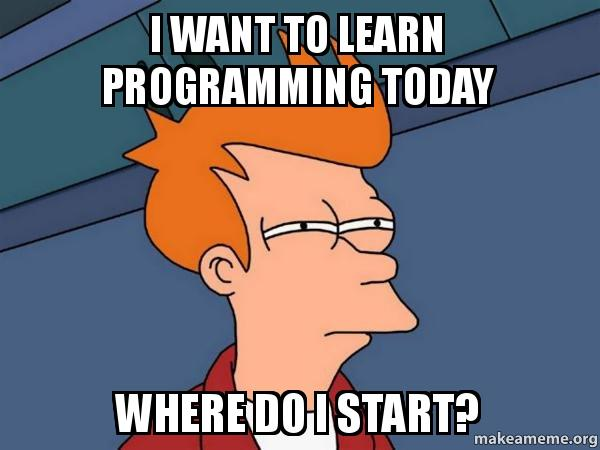 I WANT TO LEARN
PROGRAMMING TODAY
WHERE DO I START?
makeameme.org